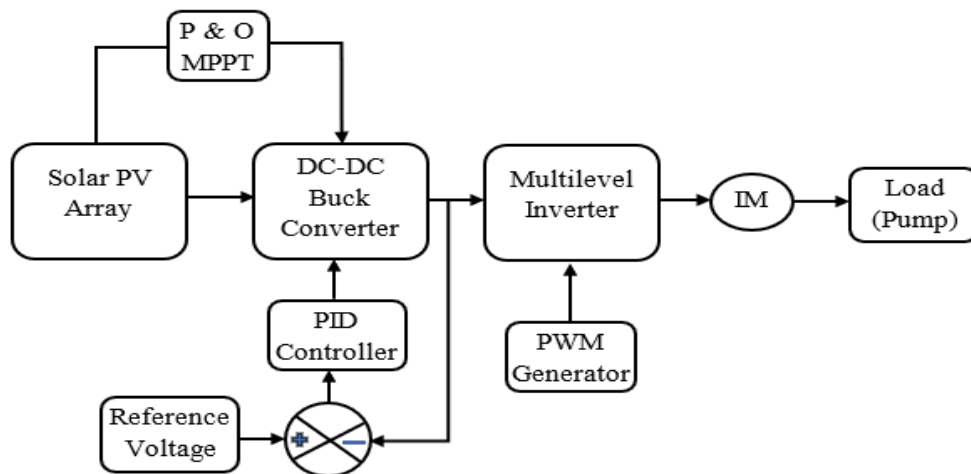 P & O
MPPT
Solar PV
Array
DC-DC
Buck
Converter
Multilevel
Inverter
IM
Load
(Pump)
PID
Controller
PWM
Generator
Reference
Voltage
+
−